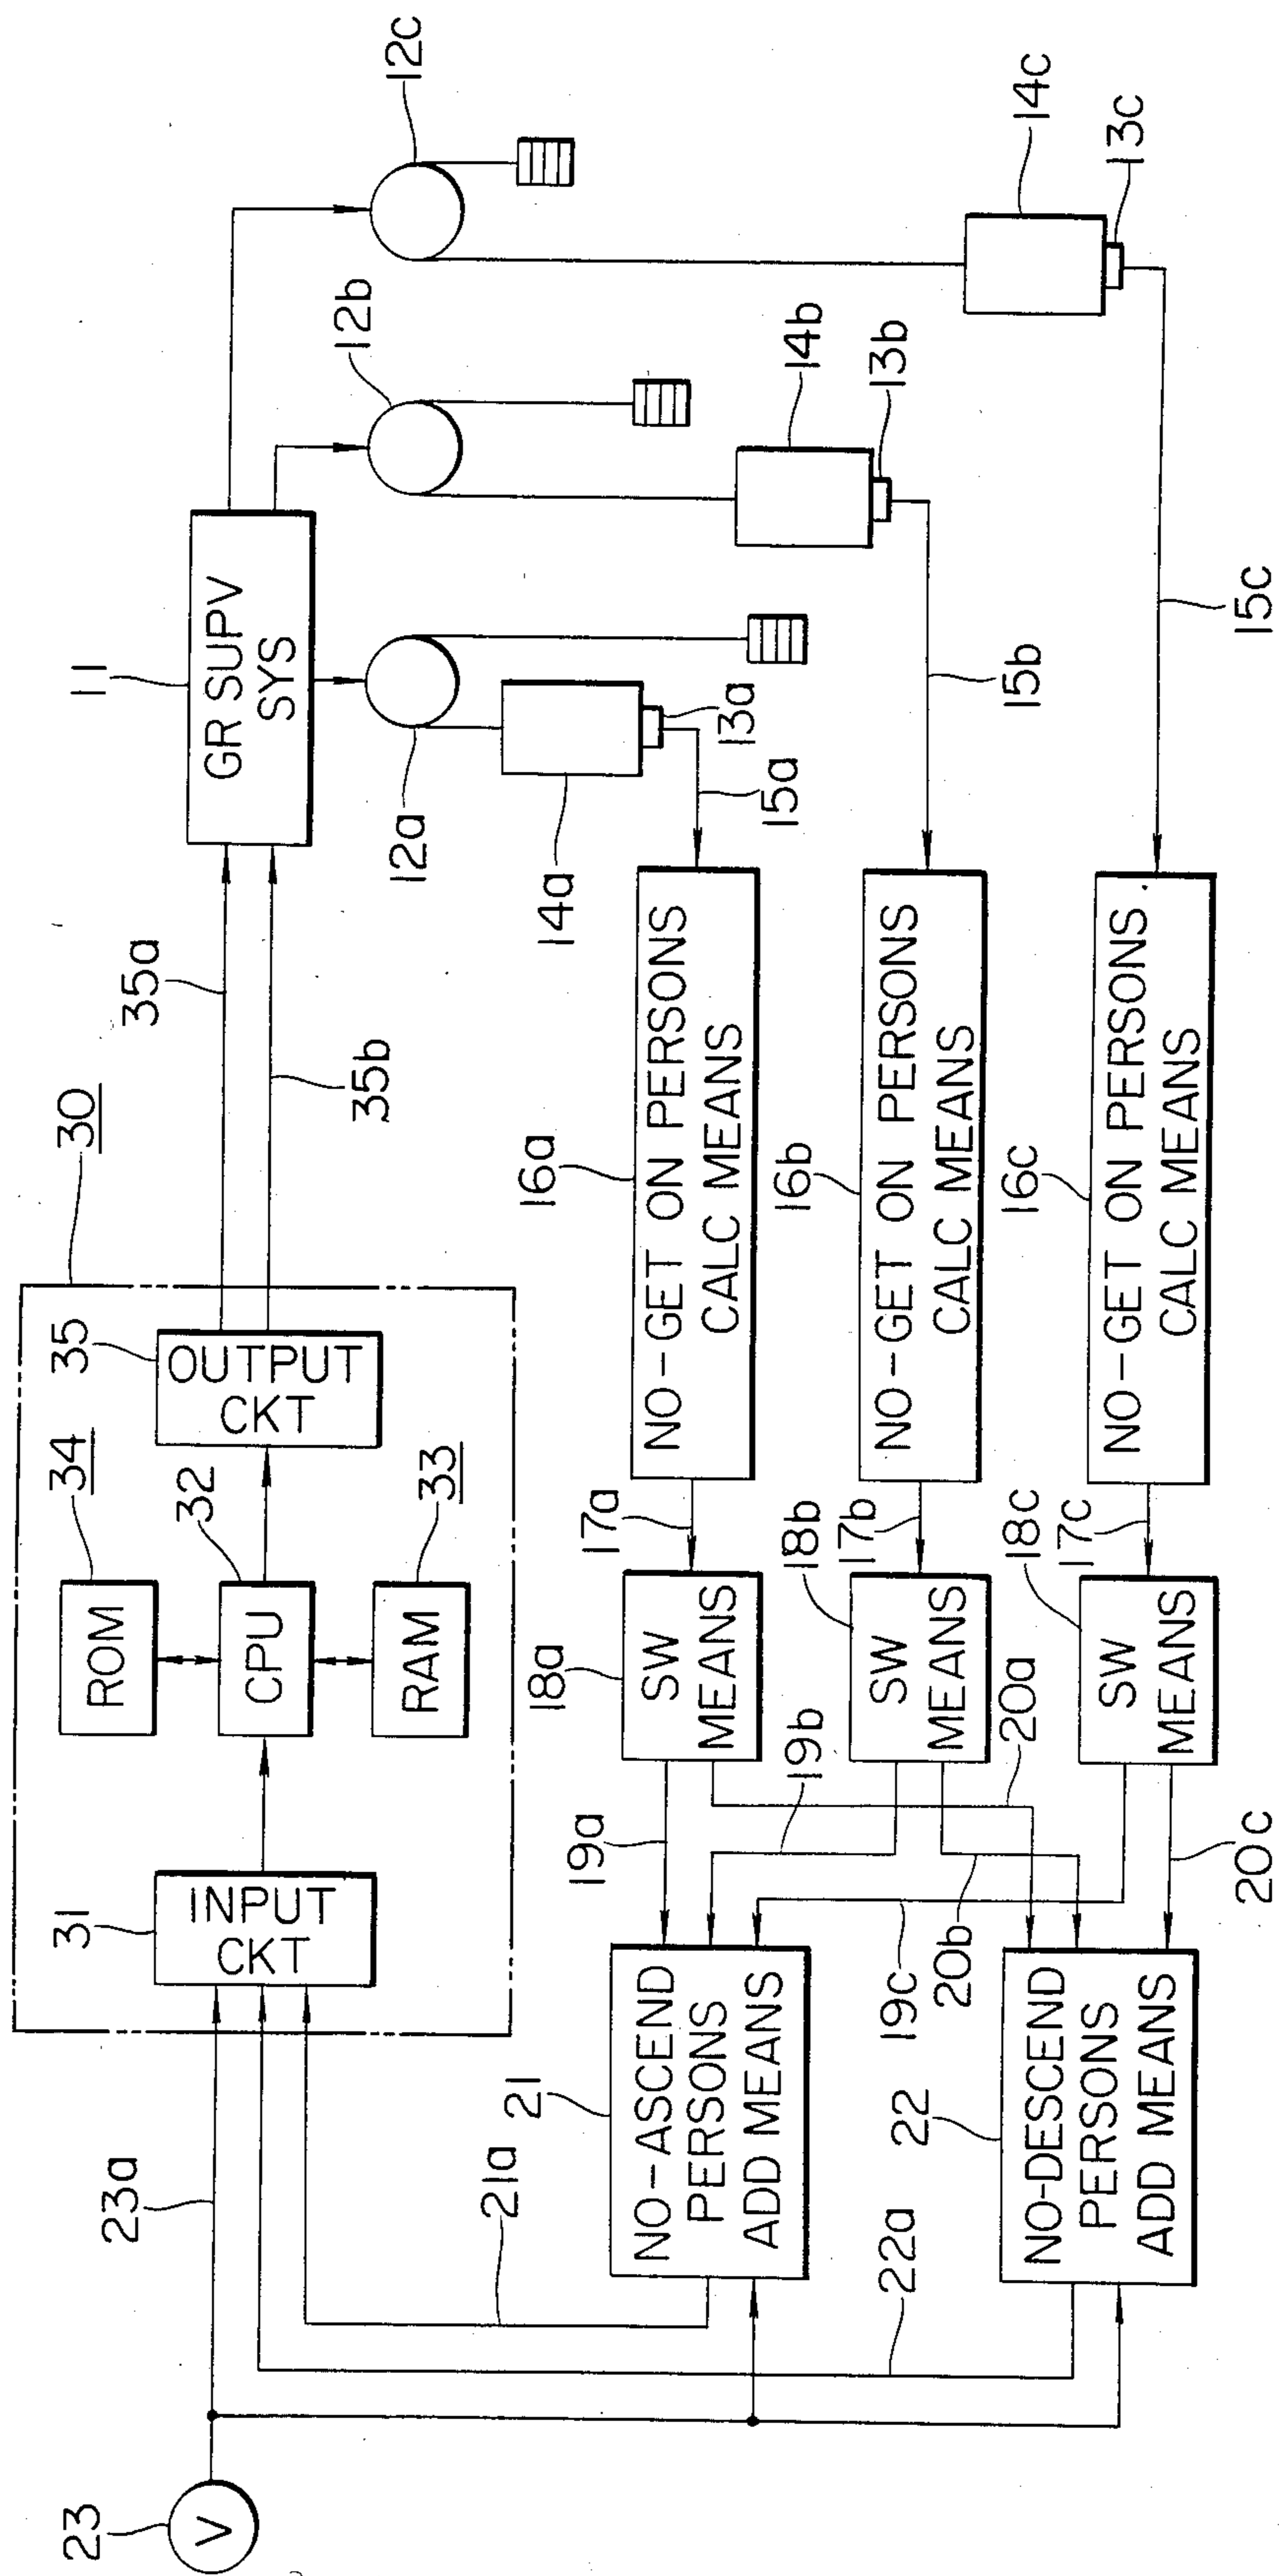 23
V
23a
30
31
INPUT
CKT
34
ROM
32
CPU
33
RAM
35
OUTPUT
CKT
35a
35b
11
GR SUPV
SYS
12a
12b
12c
14a
13a
15a
14b
13b
15b
14c
13c
15c
16a
NO-GET ON PERSONS
CALC MEANS
16b
NO-GET ON PERSONS
CALC MEANS
16c
NO-GET ON PERSONS
CALC MEANS
17a
17b
17c
18a
SW
MEANS
18b
SW
MEANS
18c
SW
MEANS
19a
19b
19c
20a
20b
20c
21
NO-ASCEND
PERSONS
ADD MEANS
21a
22
NO-DESCEND
PERSONS
ADD MEANS
22a